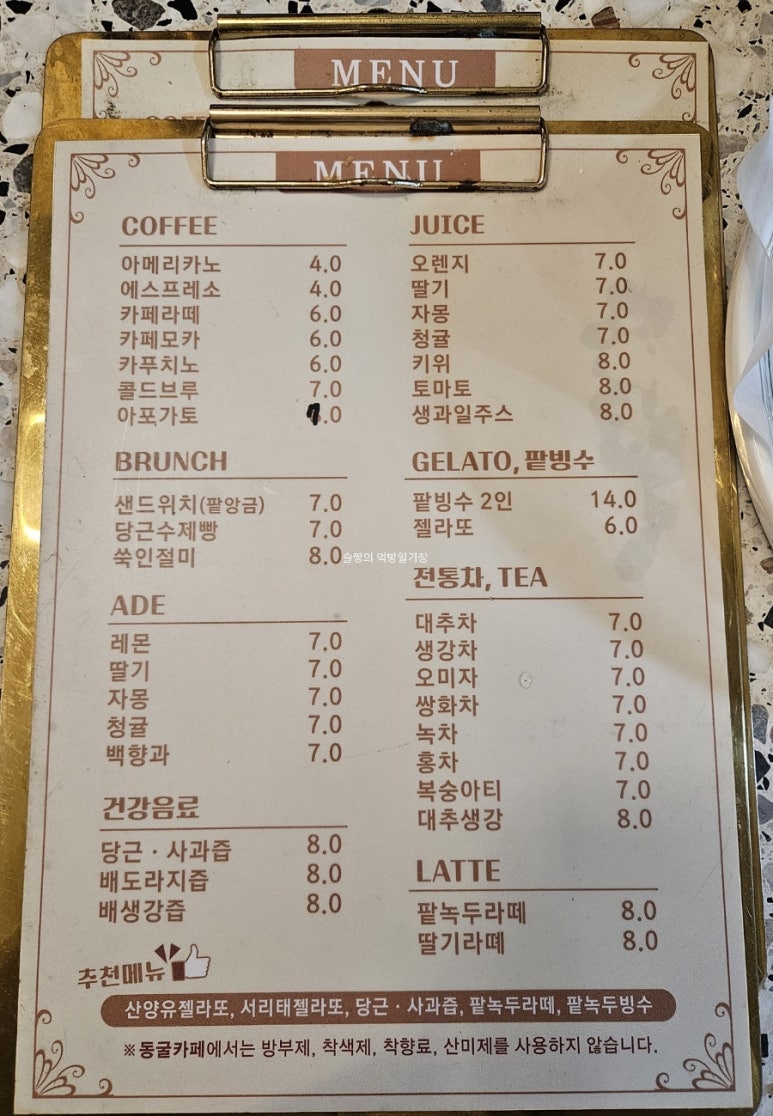 MENU
MENU
COFFEE
아메리카노 4.0
에스프레소 4.0
카페라떼 6.0
카페모카 6.0
카푸치노 6.0
콜드브루 7.0
아포가토 .0
BRUNCH
샌드위치(팥앙금) 7.0
당근수제빵 7.0
쑥인절미 8.0
ADE
레몬 7.0
딸기 7.0
자몽 7.0
청귤 7.0
백향과 7.0
건강음료
당근 · 사과즙 8.0
배도라지즙 8.0
배생강즙 8.0
JUICE
오렌지 7.0
딸기 7.0
자몽 7.0
청귤 7.0
키위 8.0
토마토 8.0
생과일주스 8.0
GELATO, 팥빙수
팥빙수 2인 14.0
젤라또 6.0
전통차, TEA
대추차 7.0
생강차 7.0
오미자 7.0
쌍화차 7.0
녹차 7.0
홍차 7.0
복숭아티 7.0
대추생강 8.0
LATTE
팥녹두라떼 8.0
딸기라떼 8.0
추천메뉴
산양유젤라또, 서리태젤라또, 당근 · 사과즙, 팥녹두라떼, 팥녹두빙수
※ 동굴카페에서는 방부제, 착색제, 착향료, 산미제를 사용하지 않습니다.
슬짱의 먹방일기장